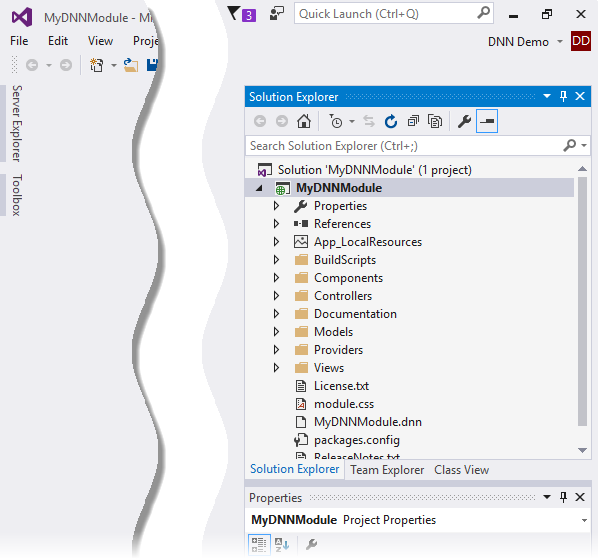 MyDNNModule - Mi
3
Quick Launch (Ctrl+Q)
File Edit View Proje
DNN Demo
DD
Server Explorer
Toolbox
Solution Explorer
Search Solution Explorer (Ctrl+;)
Solution 'MyDNNModule' (1 project)
MyDNNModule
Properties
References
App_LocalResources
BuildScripts
Components
Controllers
Documentation
Models
Providers
Views
License.txt
module.css
MyDNNModule.dnn
packages.config
ReleaseNotes.txt
Solution Explorer Team Explorer Class View
Properties
MyDNNModule Project Properties